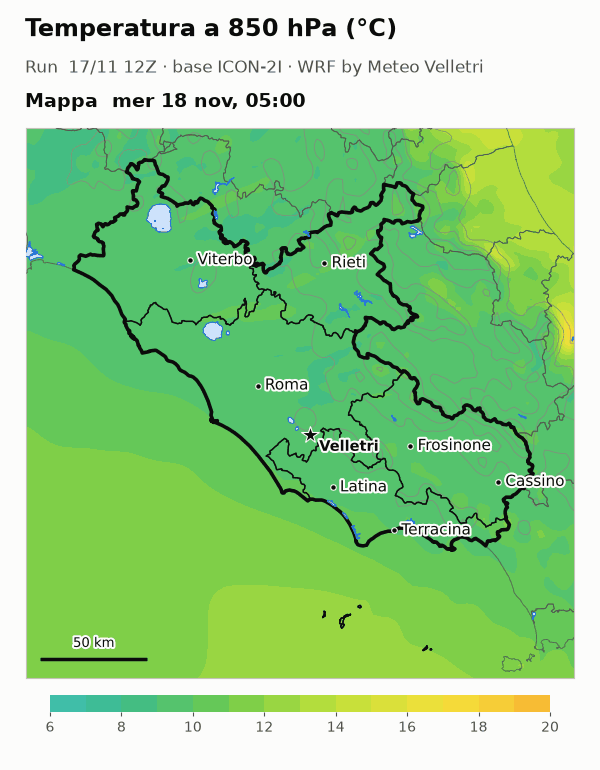 Temperatura a 850 hPa (°C)
Run  17/11 12Z · base ICON-2I · WRF by Meteo Velletri
Mappa  mer 18 nov, 05:00
Viterbo
Rieti
Roma
Velletri
Frosinone
Latina
Cassino
Terracina
50 km
6 8 10 12 14 16 18 20